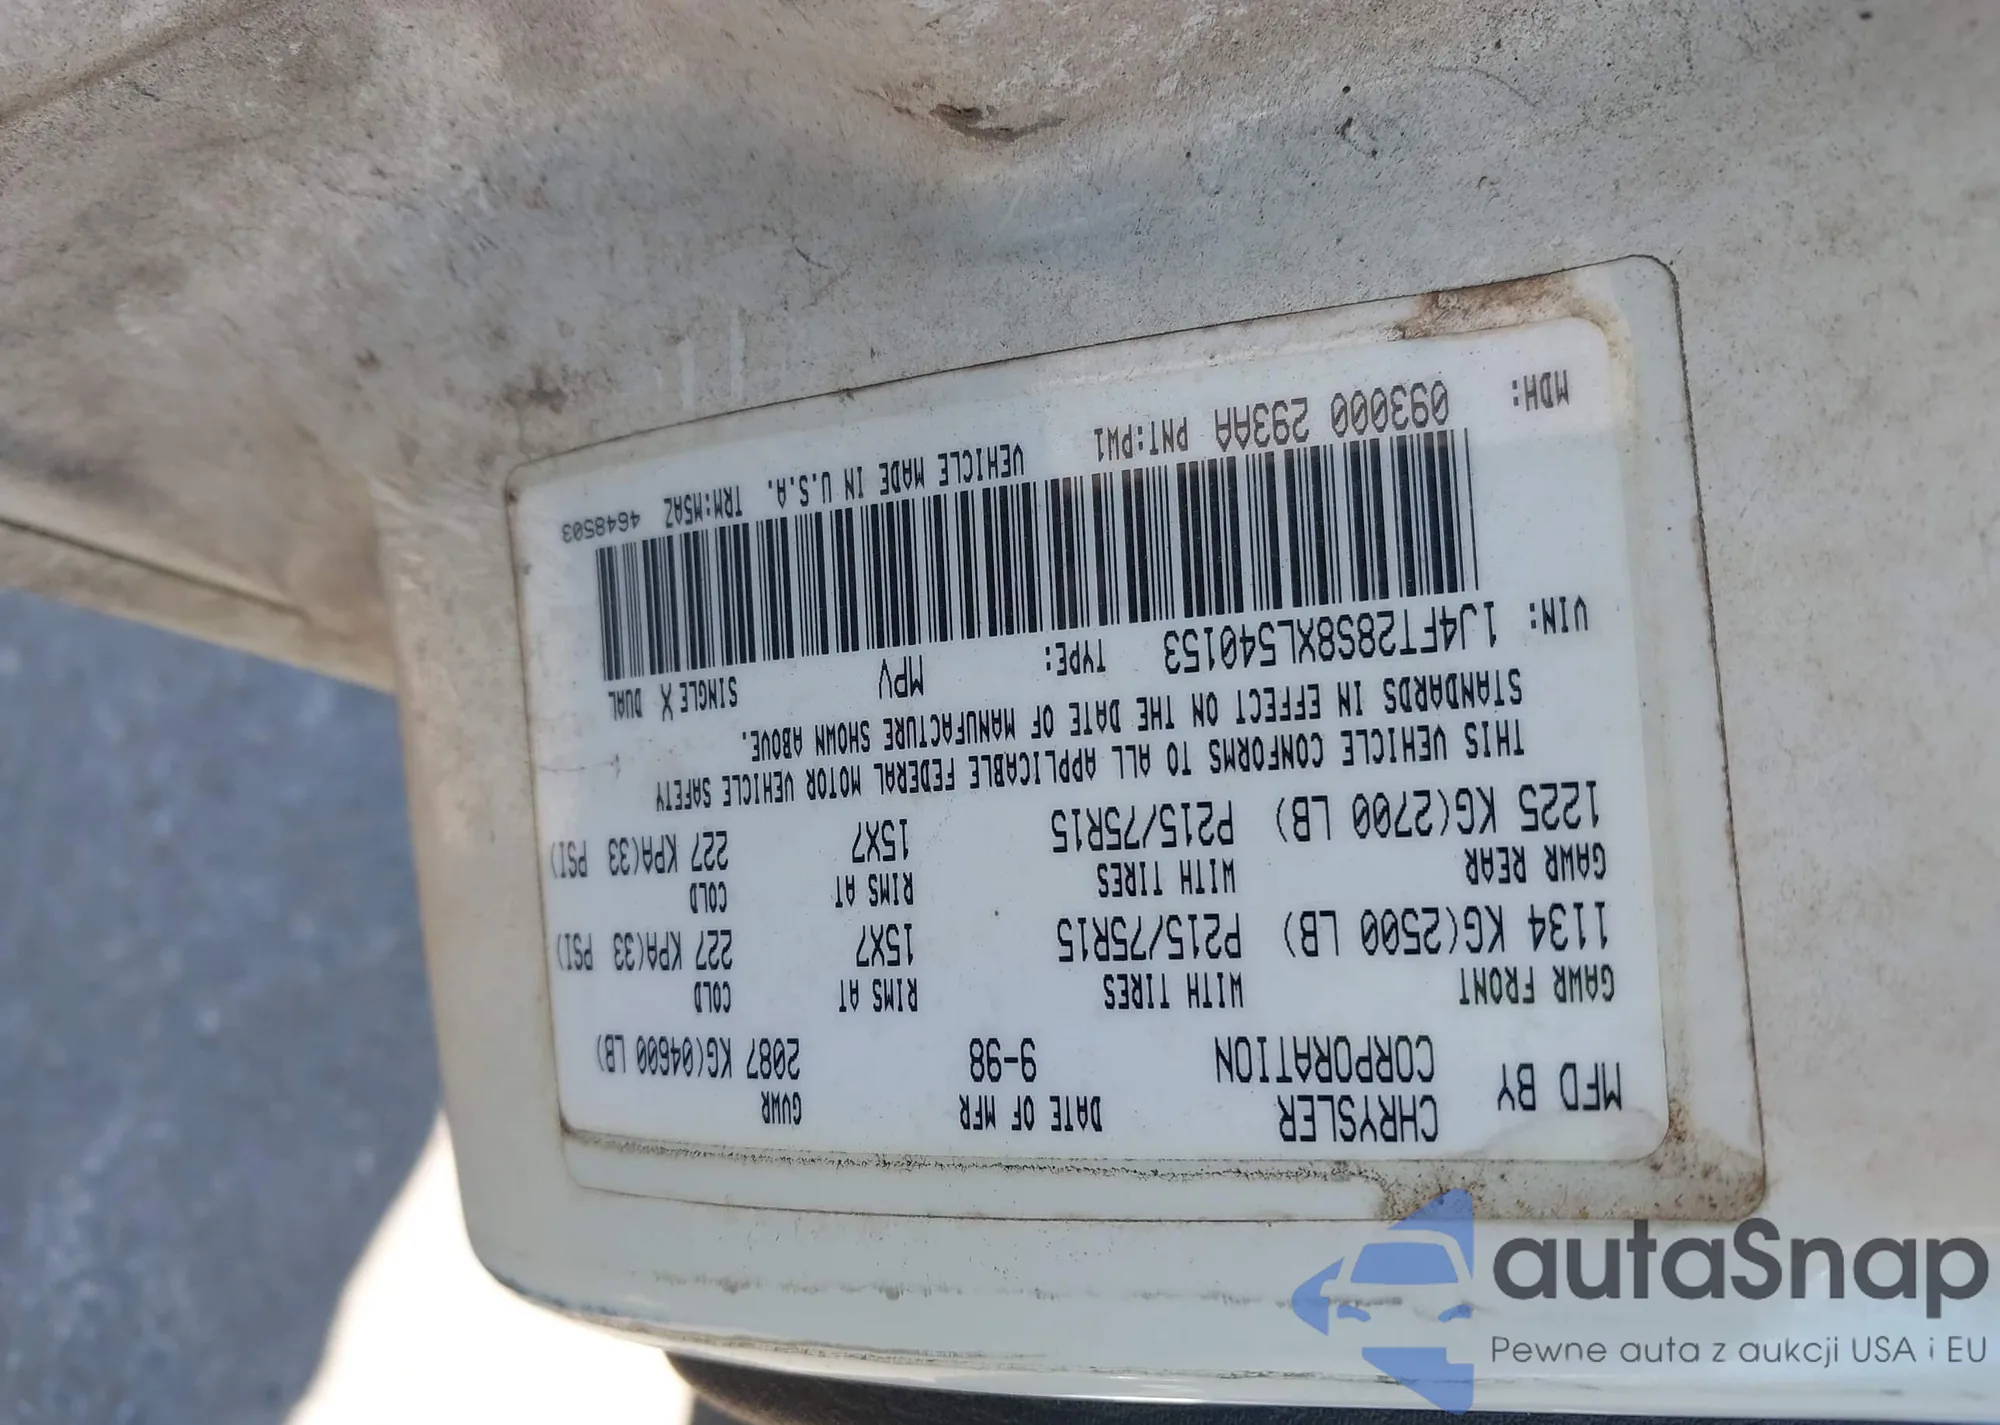 MFD BY CHRYSLER CORPORATION DATE OF MFR 9-98 GVWR 2087 KG(04600 LB)
GAWR FRONT WITH TIRES RIMS AT COLD
1134 KG(2500 LB) P215/75R15 15X7 227 KPA(33 PSI)
GAWR REAR WITH TIRES RIMS AT COLD
1225 KG(2700 LB) P215/75R15 15X7 227 KPA(33 PSI)
THIS VEHICLE CONFORMS TO ALL APPLICABLE FEDERAL MOTOR VEHICLE SAFETY
STANDARDS IN EFFECT ON THE DATE OF MANUFACTURE SHOWN ABOVE.
VIN: 1J4FT28S8XL540153 TYPE: MPV SINGLE X DUAL
MDH: 093000 293AA PNT:PW1 VEHICLE MADE IN U.S.A. TRM:M5AZ 4648503
autaSnap
Pewne auta z aukcji USA i EU